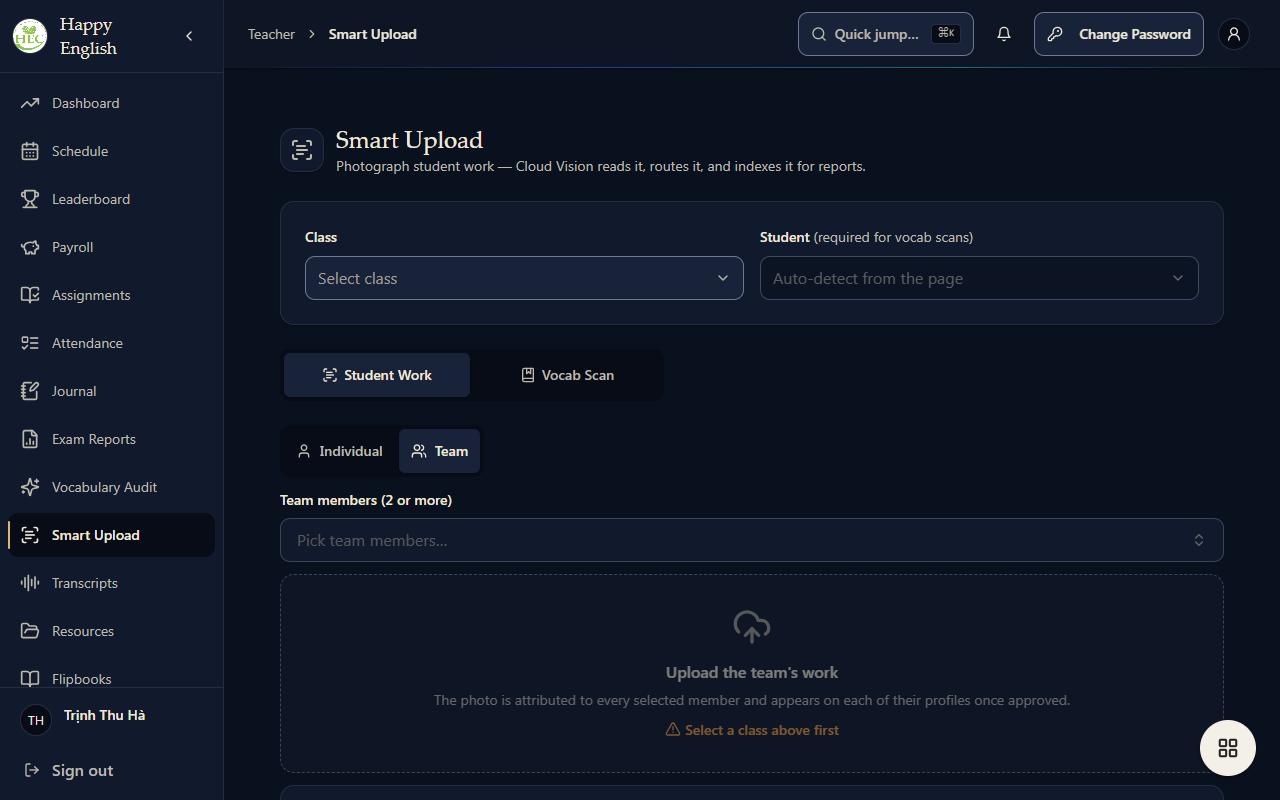 Happy
English
HEC
Teacher > Smart Upload
Quick jump... ⌘K
Change Password
Dashboard
Schedule
Leaderboard
Payroll
Assignments
Attendance
Journal
Exam Reports
Vocabulary Audit
Smart Upload
Transcripts
Resources
Flipbooks
TH Trịnh Thu Hà
Sign out
Smart Upload
Photograph student work — Cloud Vision reads it, routes it, and indexes it for reports.
Class
Select class
Student (required for vocab scans)
Auto-detect from the page
Student Work
Vocab Scan
Individual
Team
Team members (2 or more)
Pick team members...
Upload the team's work
The photo is attributed to every selected member and appears on each of their profiles once approved.
Select a class above first